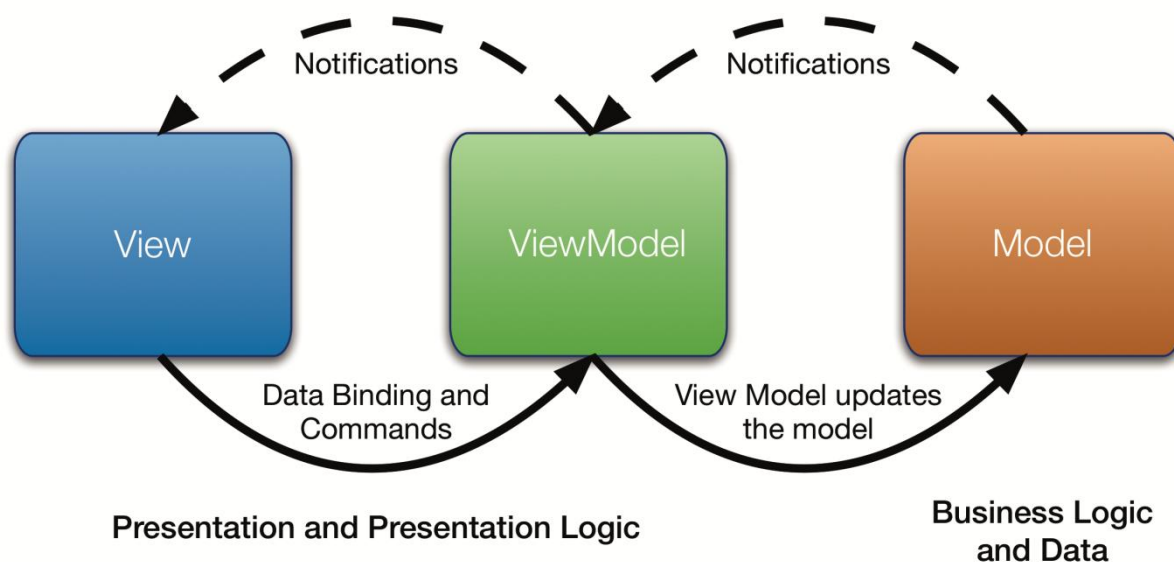 Notifications
Notifications
View
ViewModel
Model
Data Binding and
Commands
View Model updates
the model
Presentation and Presentation Logic
Business Logic
and Data